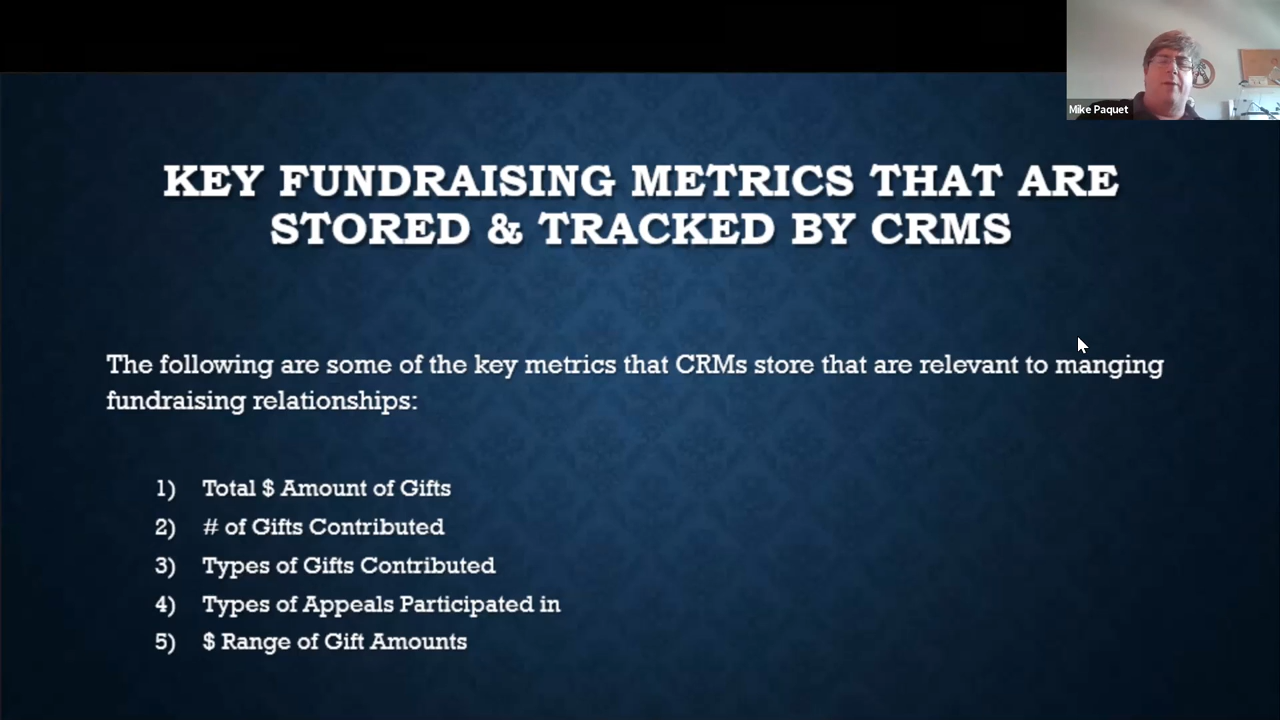 Mike Paquet
KEY FUNDRAISING METRICS THAT ARE
STORED & TRACKED BY CRMS
The following are some of the key metrics that CRMs store that are relevant to manging
fundraising relationships:
1) Total $ Amount of Gifts
2) # of Gifts Contributed
3) Types of Gifts Contributed
4) Types of Appeals Participated in
5) $ Range of Gift Amounts